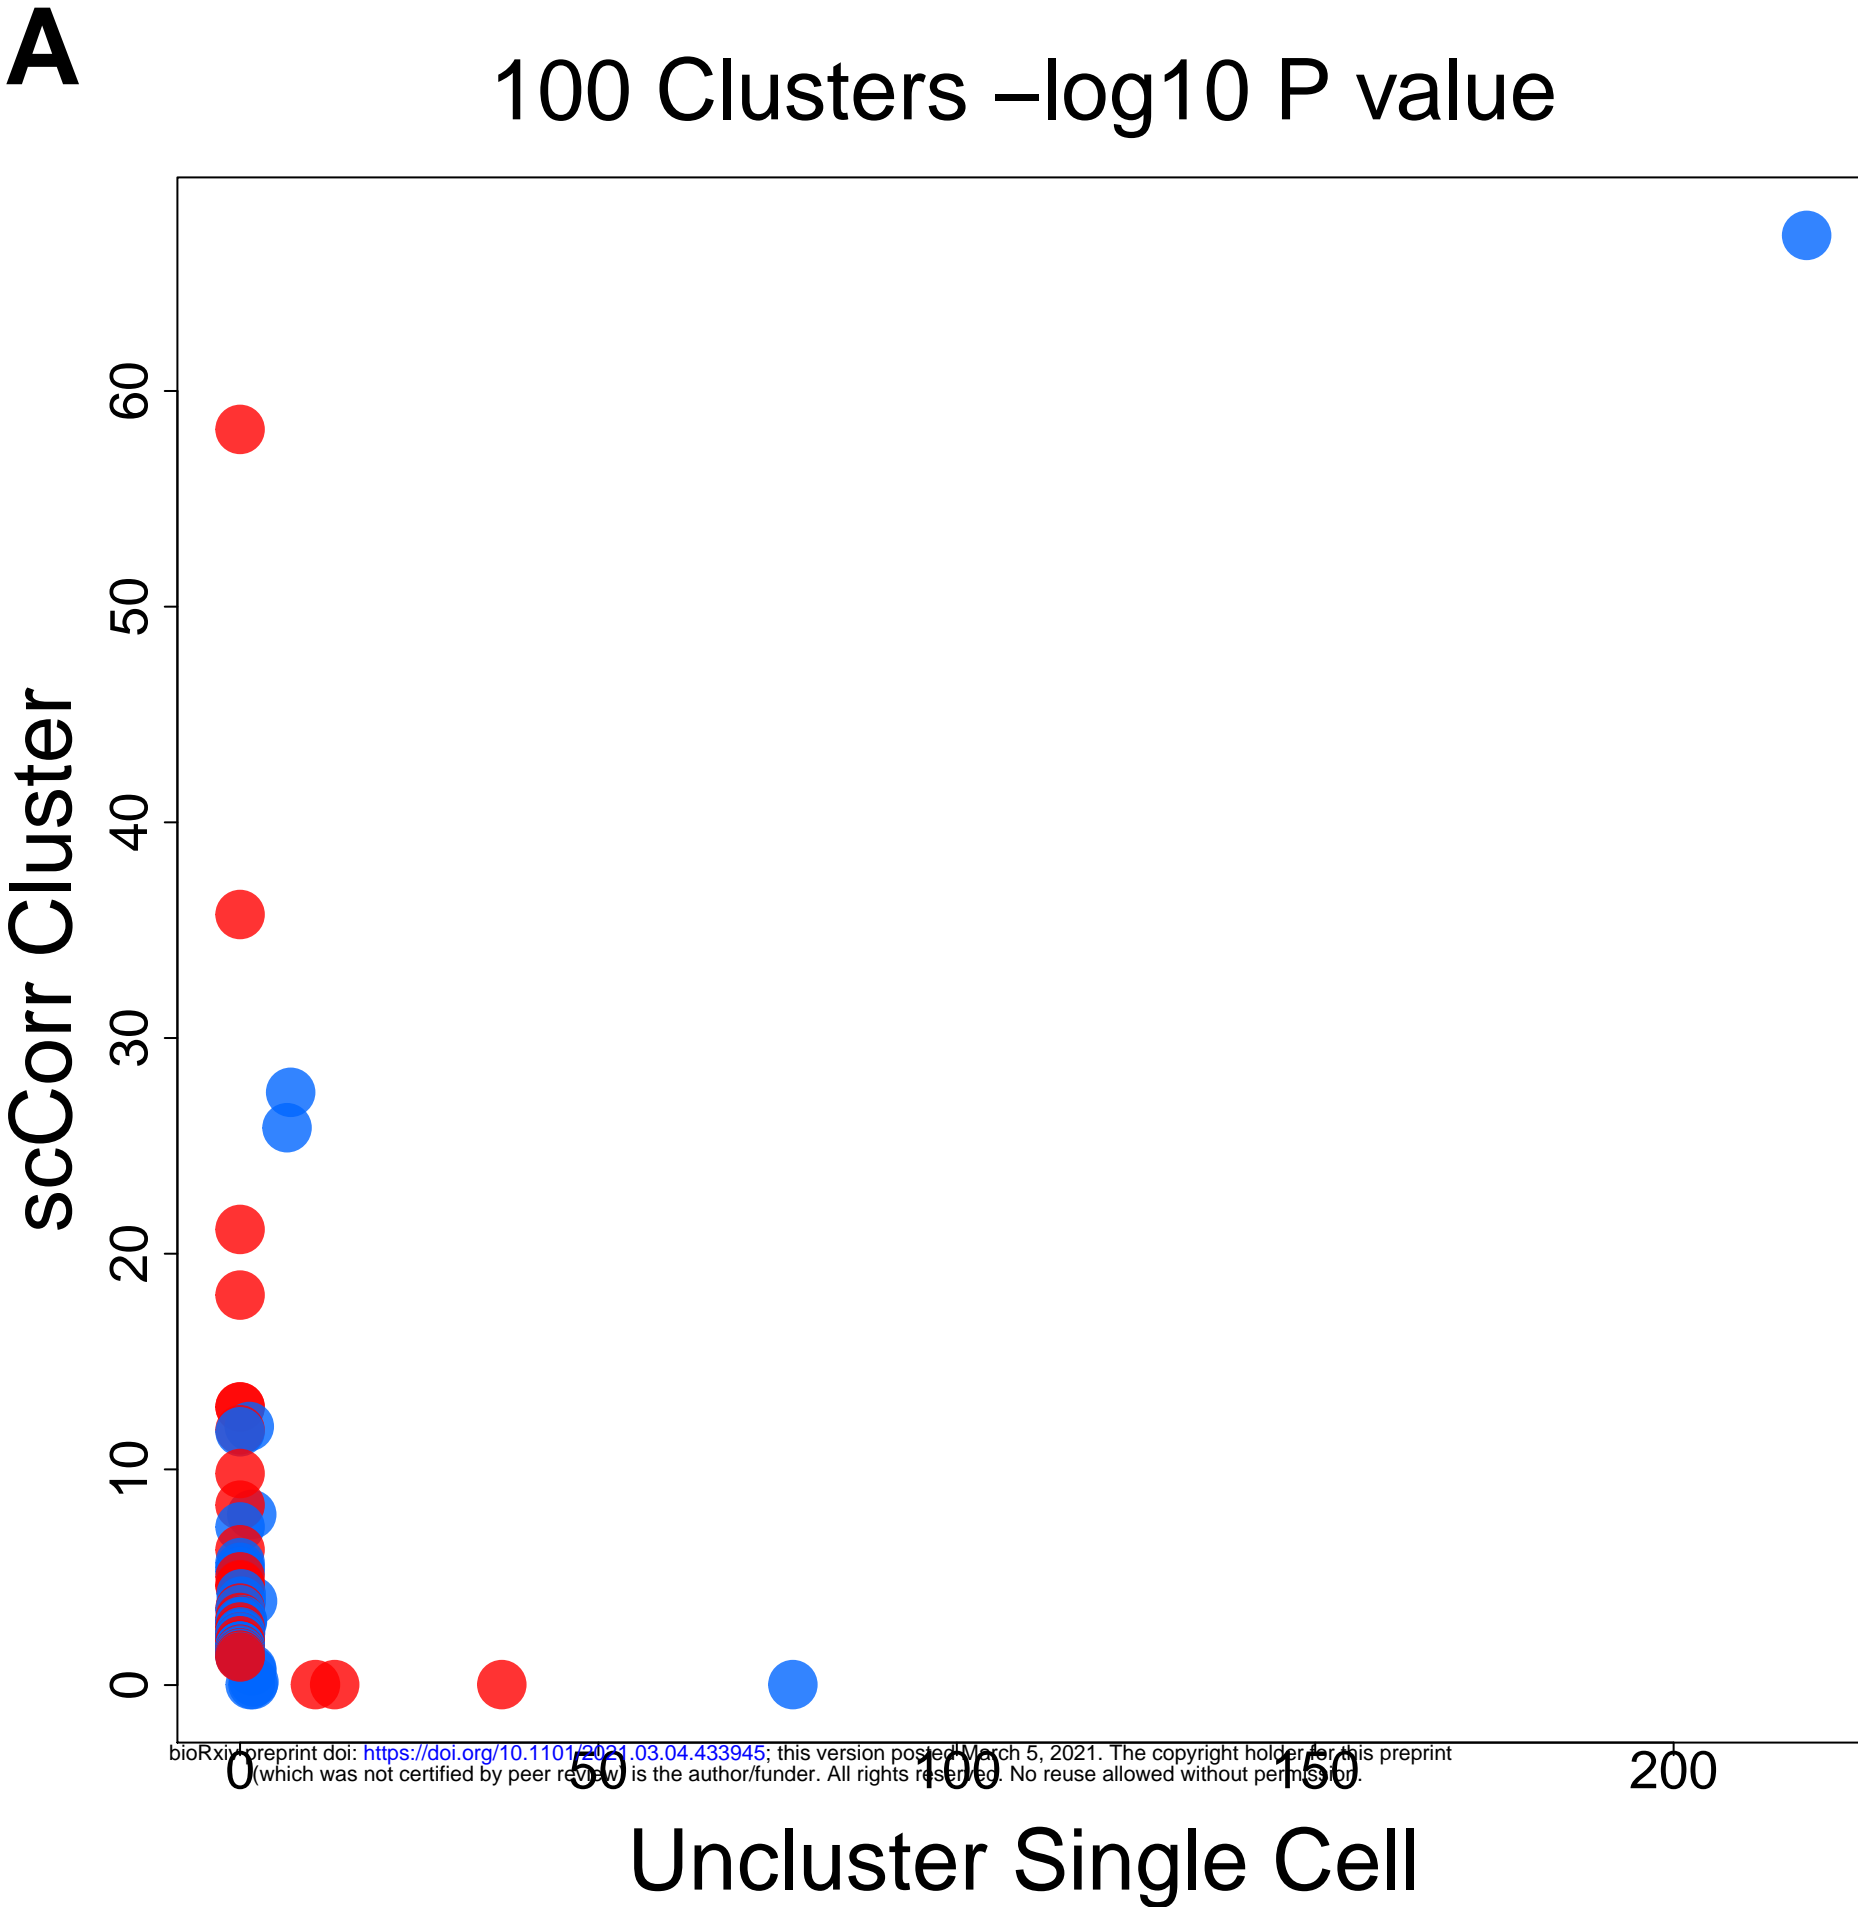 A
100 Clusters –log10 P value
scCorr Cluster
60
50
40
30
20
10
0
0 50 100 150 200
bioRxiv preprint doi: https://doi.org/10.1101/2021.03.04.433945; this version posted March 5, 2021. The copyright holder for this preprint
(which was not certified by peer review) is the author/funder. All rights reserved. No reuse allowed without permission.
Uncluster Single Cell